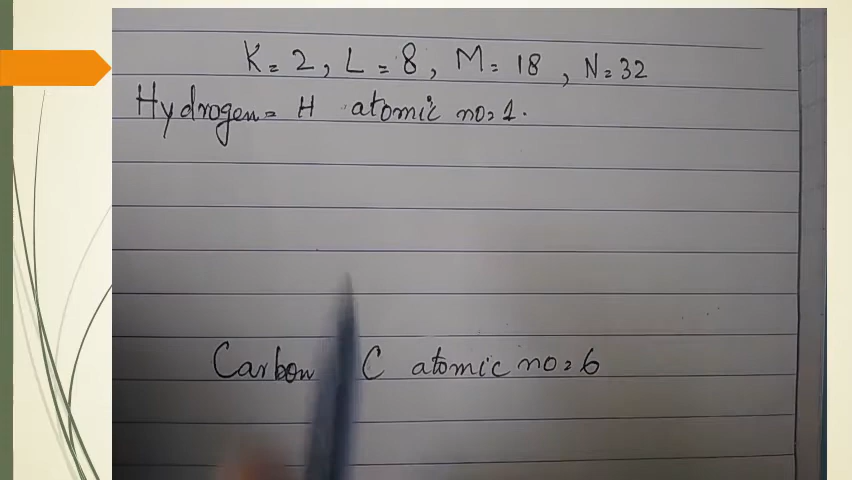 K = 2, L = 8, M = 18, N = 32
Hydrogen = H atomic no = 1.
Carbon C atomic no = 6